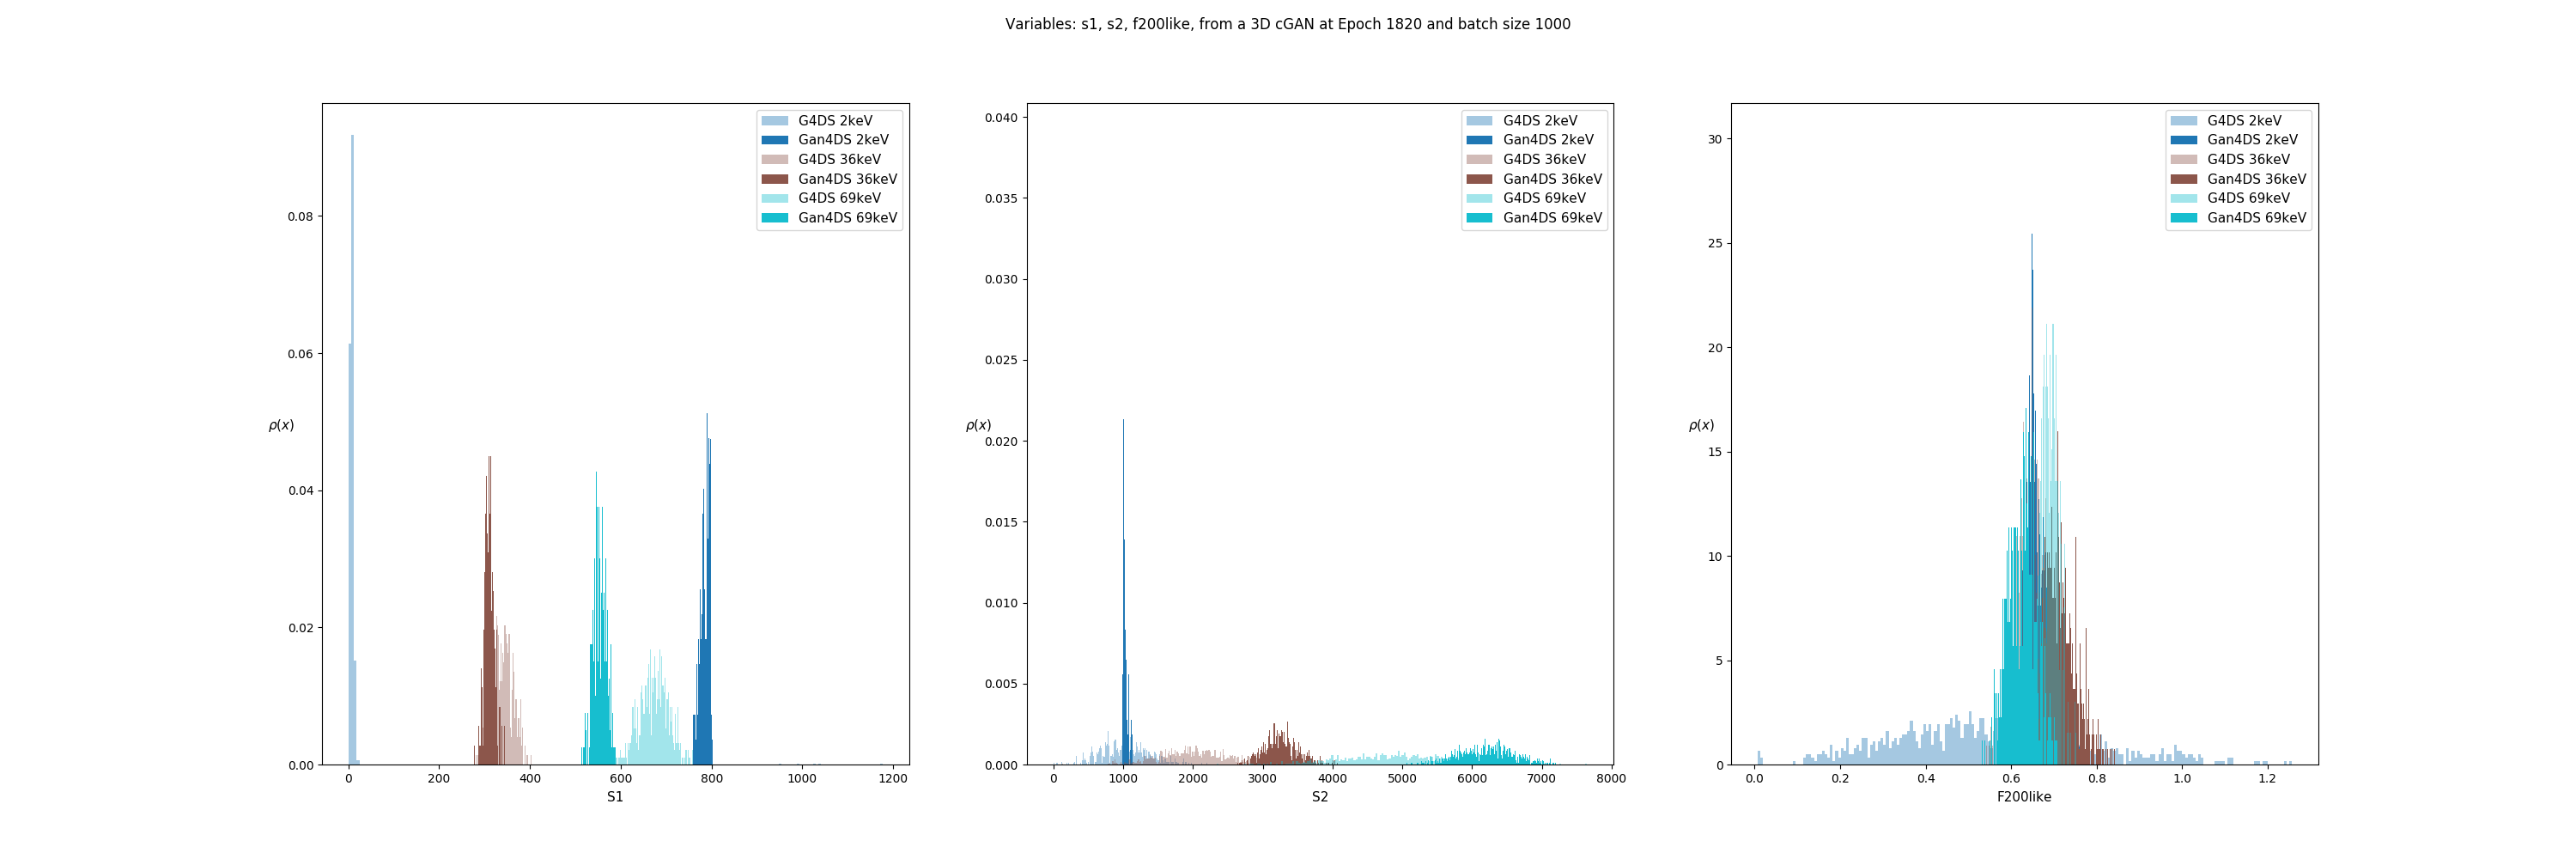 Variables: s1, s2, f200like, from a 3D cGAN at Epoch 1820 and batch size 1000
G4DS 2keV
Gan4DS 2keV
G4DS 36keV
Gan4DS 36keV
G4DS 69keV
Gan4DS 69keV
0.08
0.06
ρ(x)
0.04
0.02
0.00
0 200 400 600 800 1000 1200
S1
G4DS 2keV
Gan4DS 2keV
G4DS 36keV
Gan4DS 36keV
G4DS 69keV
Gan4DS 69keV
0.040
0.035
0.030
0.025
ρ(x)
0.020
0.015
0.010
0.005
0.000
0 1000 2000 3000 4000 5000 6000 7000 8000
S2
G4DS 2keV
Gan4DS 2keV
G4DS 36keV
Gan4DS 36keV
G4DS 69keV
Gan4DS 69keV
30
25
20
ρ(x)
15
10
5
0
0.0 0.2 0.4 0.6 0.8 1.0 1.2
F200like